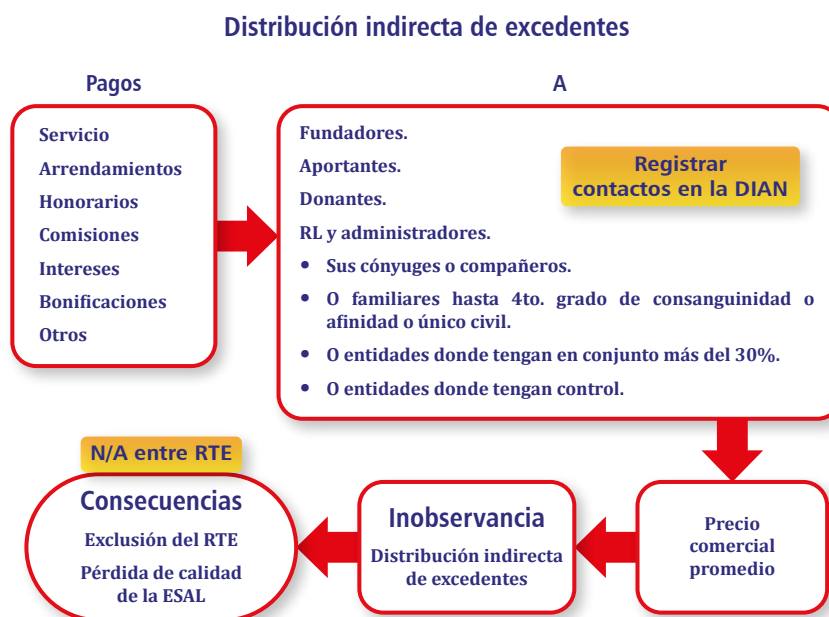 Distribución indirecta de excedentes
Pagos
Servicio
Arrendamientos
Honorarios
Comisiones
Intereses
Bonificaciones
Otros
A
Fundadores.
Aportantes.
Donantes.
RL y administradores.
• Sus cónyuges o compañeros.
• O familiares hasta 4to. grado de consanguinidad o
afinidad o único civil.
• O entidades donde tengan en conjunto más del 30%.
• O entidades donde tengan control.
Registrar
contactos en la DIAN
Precio
comercial
promedio
Inobservancia
Distribución indirecta
de excedentes
N/A entre RTE
Consecuencias
Exclusión del RTE
Pérdida de calidad
de la ESAL